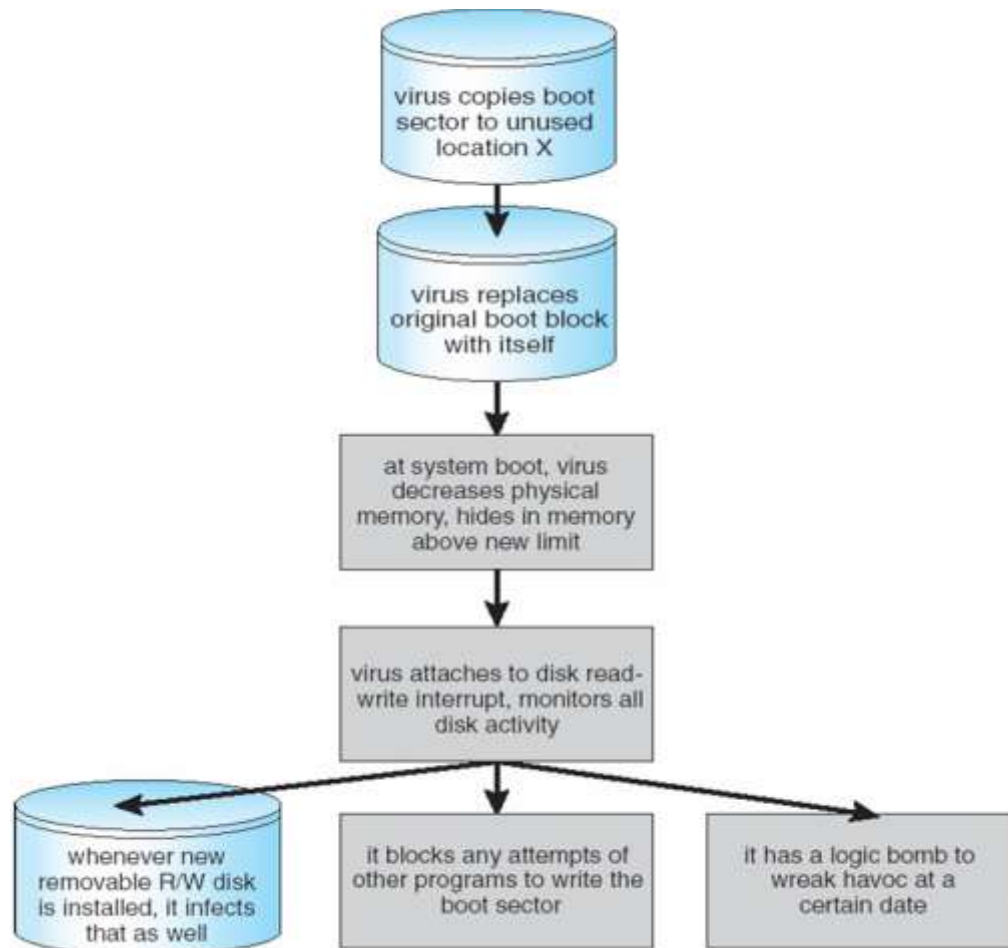 virus copies boot
sector to unused
location X
virus replaces
original boot block
with itself
at system boot, virus
decreases physical
memory, hides in memory
above new limit
virus attaches to disk read-
write interrupt, monitors all
disk activity
whenever new
removable R/W disk
is installed, it infects
that as well
it blocks any attempts of
other programs to write the
boot sector
it has a logic bomb to
wreak havoc at a
certain date